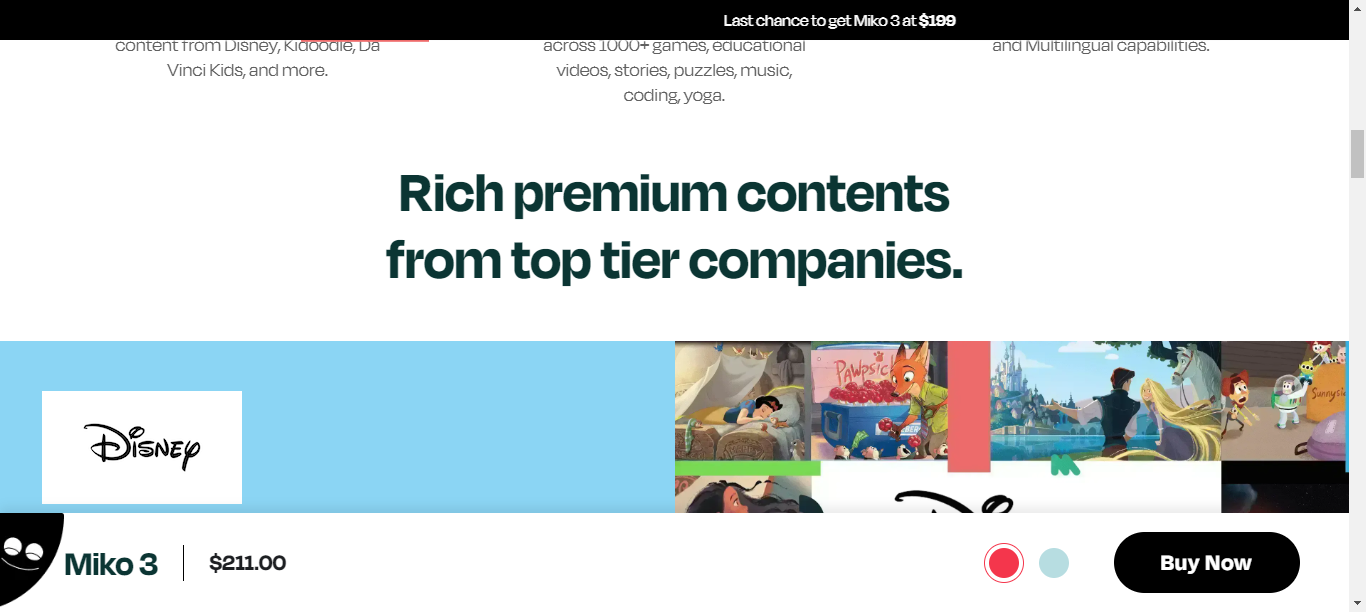 Last chance to get Miko 3 at $199
content from Disney, Kidoodle, Da
Vinci Kids, and more.
across 1000+ games, educational
videos, stories, puzzles, music,
coding, yoga.
and Multilingual capabilities.
Rich premium contents
from top tier companies.
Disney
Pawpsic
Sunnysi
Miko 3
$211.00
Buy Now